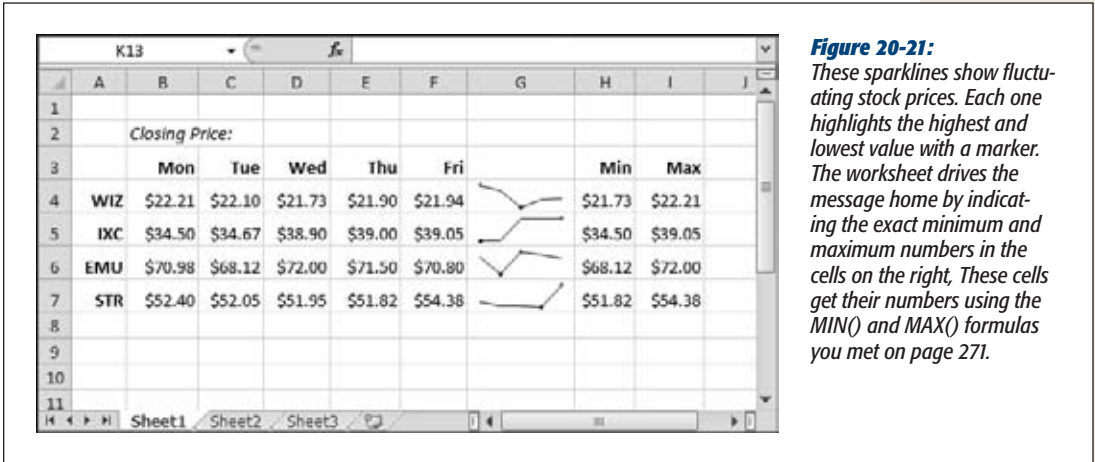 K13 fx
A B C D E F G H I J
1
2 Closing Price:
3 Mon Tue Wed Thu Fri Min Max
4 WIZ $22.21 $22.10 $21.73 $21.90 $21.94 $21.73 $22.21
5 IXC $34.50 $34.67 $38.90 $39.00 $39.05 $34.50 $39.05
6 EMU $70.98 $68.12 $72.00 $71.50 $70.80 $68.12 $72.00
7 STR $52.40 $52.05 $51.95 $51.82 $54.38 $51.82 $54.38
8
9
10
11
Sheet1 Sheet2 Sheet3
Figure 20-21:
These sparklines show fluctu-
ating stock prices. Each one
highlights the highest and
lowest value with a marker.
The worksheet drives the
message home by indicat-
ing the exact minimum and
maximum numbers in the
cells on the right, These cells
get their numbers using the
MIN() and MAX() formulas
you met on page 271.